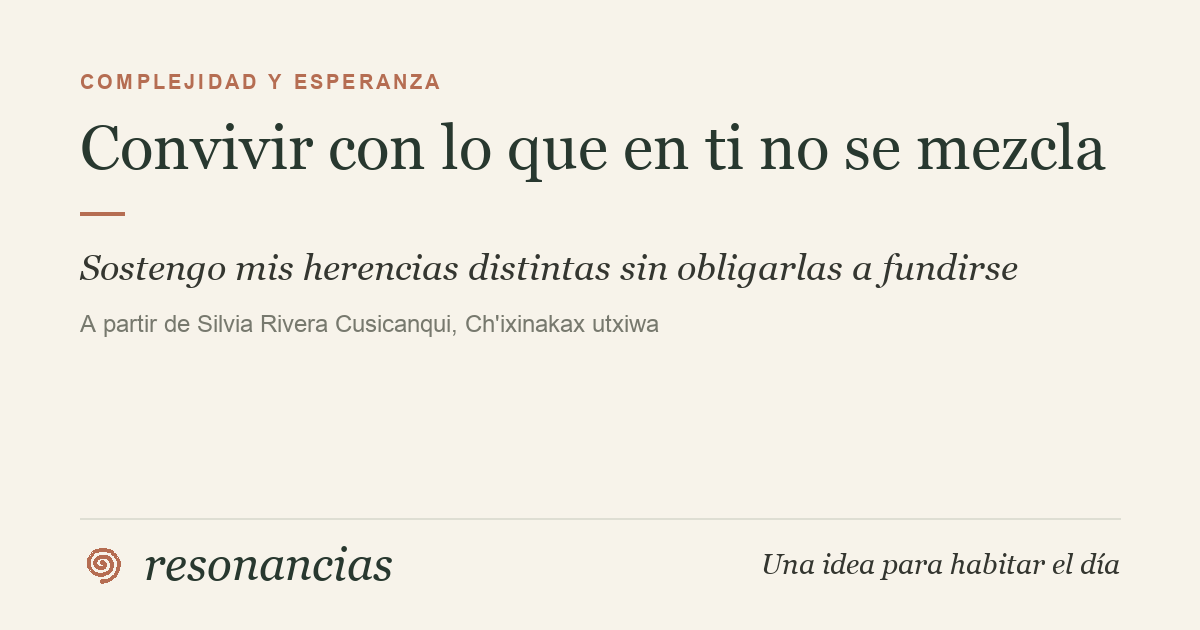 COMPLEJIDAD Y ESPERANZA
Convivir con lo que en ti no se mezcla
Sostengo mis herencias distintas sin obligarlas a fundirse
A partir de Silvia Rivera Cusicanqui, Ch'ixinakax utxiwa
resonancias
Una idea para habitar el día